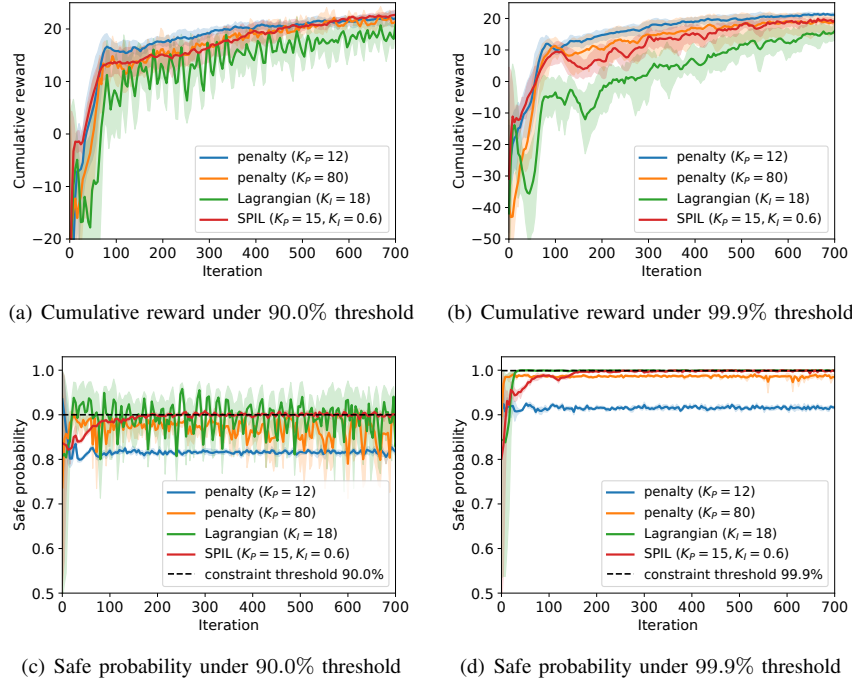 20
10
0
−10
−20
Cumulative reward
0 100 200 300 400 500 600 700
Iteration
penalty (K_P = 12)
penalty (K_P = 80)
Lagrangian (K_I = 18)
SPIL (K_P = 15, K_I = 0.6)
(a) Cumulative reward under 90.0% threshold
20
10
0
−10
−20
−30
−40
−50
Cumulative reward
0 100 200 300 400 500 600 700
Iteration
penalty (K_P = 12)
penalty (K_P = 80)
Lagrangian (K_I = 18)
SPIL (K_P = 15, K_I = 0.6)
(b) Cumulative reward under 99.9% threshold
1.0
0.9
0.8
0.7
0.6
0.5
Safe probability
0 100 200 300 400 500 600 700
Iteration
penalty (K_P = 12)
penalty (K_P = 80)
Lagrangian (K_I = 18)
SPIL (K_P = 15, K_I = 0.6)
constraint threshold 90.0%
(c) Safe probability under 90.0% threshold
1.0
0.9
0.8
0.7
0.6
0.5
Safe probability
0 100 200 300 400 500 600 700
Iteration
penalty (K_P = 12)
penalty (K_P = 80)
Lagrangian (K_I = 18)
SPIL (K_P = 15, K_I = 0.6)
constraint threshold 99.9%
(d) Safe probability under 99.9% threshold